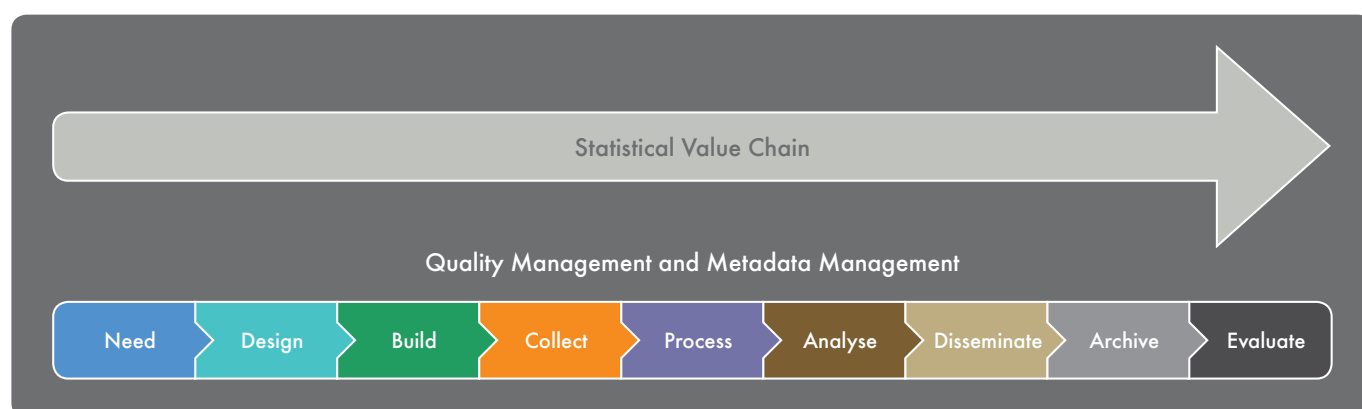 Statistical Value Chain
Quality Management and Metadata Management
Need Design Build Collect Process Analyse Disseminate Archive Evaluate